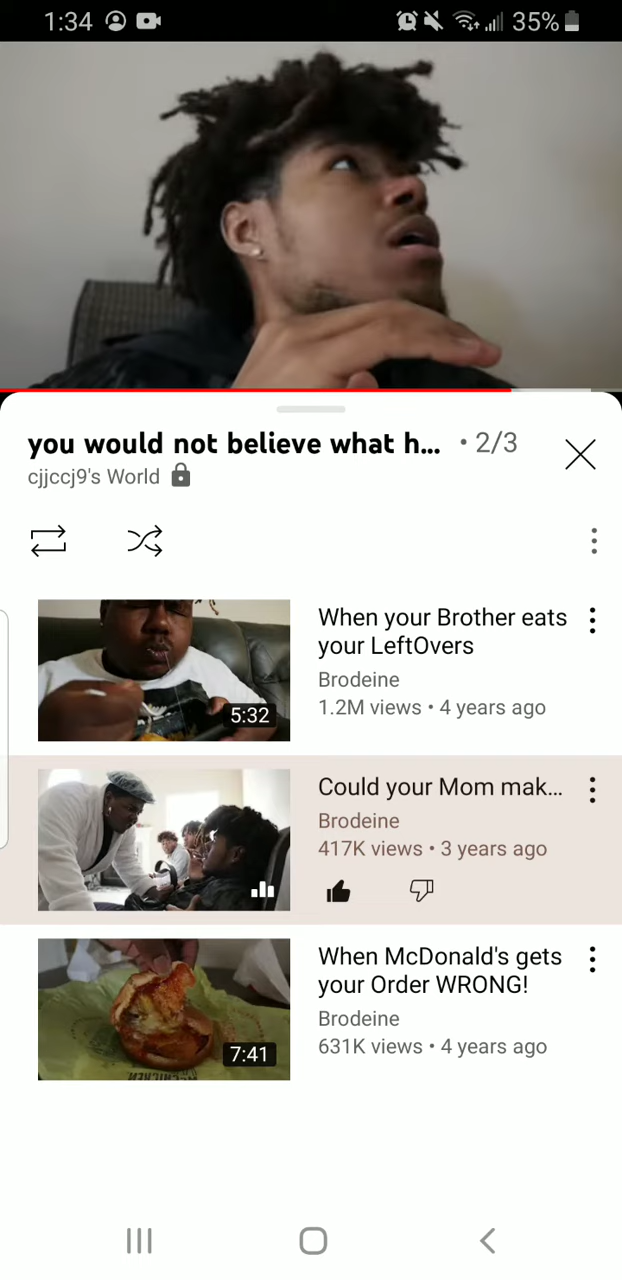 1:34
35%
you would not believe what h... • 2/3
cjjccj9's World
When your Brother eats
your LeftOvers
Brodeine
1.2M views • 4 years ago
5:32
Could your Mom mak...
Brodeine
417K views • 3 years ago
When McDonald's gets
your Order WRONG!
Brodeine
631K views • 4 years ago
7:41